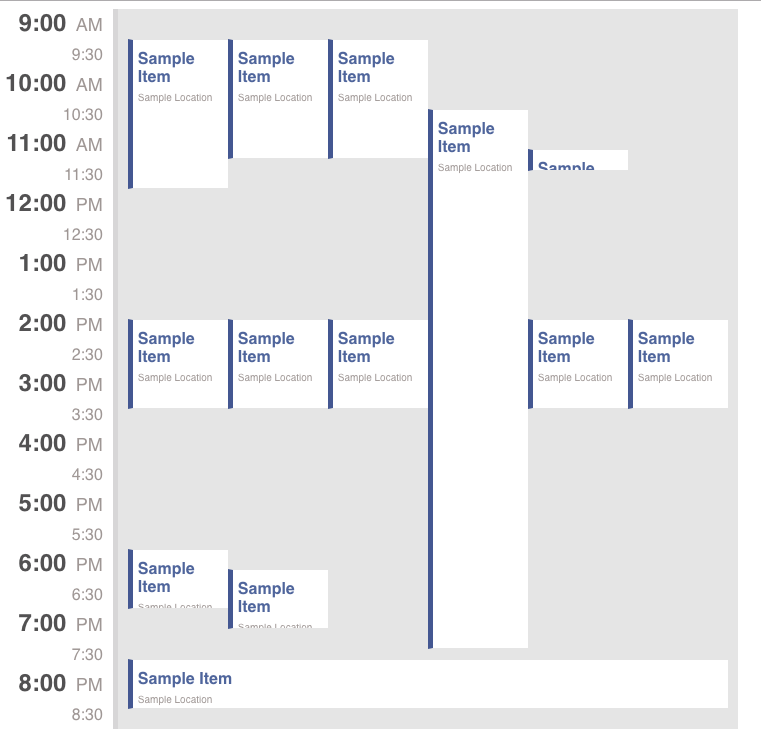 9:00 AM
9:30
10:00 AM
10:30
11:00 AM
11:30
12:00 PM
12:30
1:00 PM
1:30
2:00 PM
2:30
3:00 PM
3:30
4:00 PM
4:30
5:00 PM
5:30
6:00 PM
6:30
7:00 PM
7:30
8:00 PM
8:30
Sample
Item
Sample Location
Sample
Item
Sample Location
Sample
Item
Sample Location
Sample
Item
Sample Location
Sample
Sample
Item
Sample Location
Sample
Item
Sample Location
Sample
Item
Sample Location
Sample
Item
Sample Location
Sample
Item
Sample Location
Sample
Item
Sample Location
Sample
Item
Sample Location
Sample Item
Sample Location